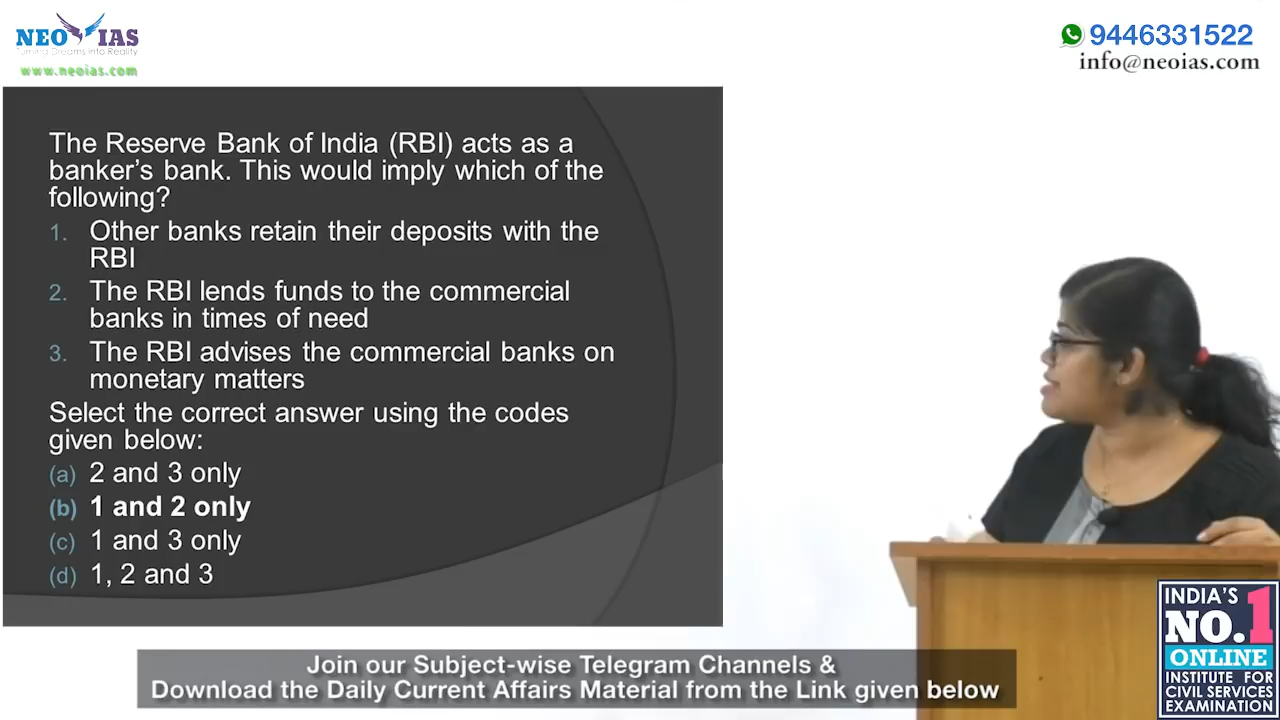 NEO IAS
Turning Dreams into Reality
www.neoias.com
9446331522
info@neoias.com
The Reserve Bank of India (RBI) acts as a
banker's bank. This would imply which of the
following?
1. Other banks retain their deposits with the
RBI
2. The RBI lends funds to the commercial
banks in times of need
3. The RBI advises the commercial banks on
monetary matters
Select the correct answer using the codes
given below:
(a) 2 and 3 only
(b) 1 and 2 only
(c) 1 and 3 only
(d) 1, 2 and 3
INDIA'S
NO.1
ONLINE
INSTITUTE FOR
CIVIL SERVICES
EXAMINATION
Join our Subject-wise Telegram Channels &
Download the Daily Current Affairs Material from the Link given below